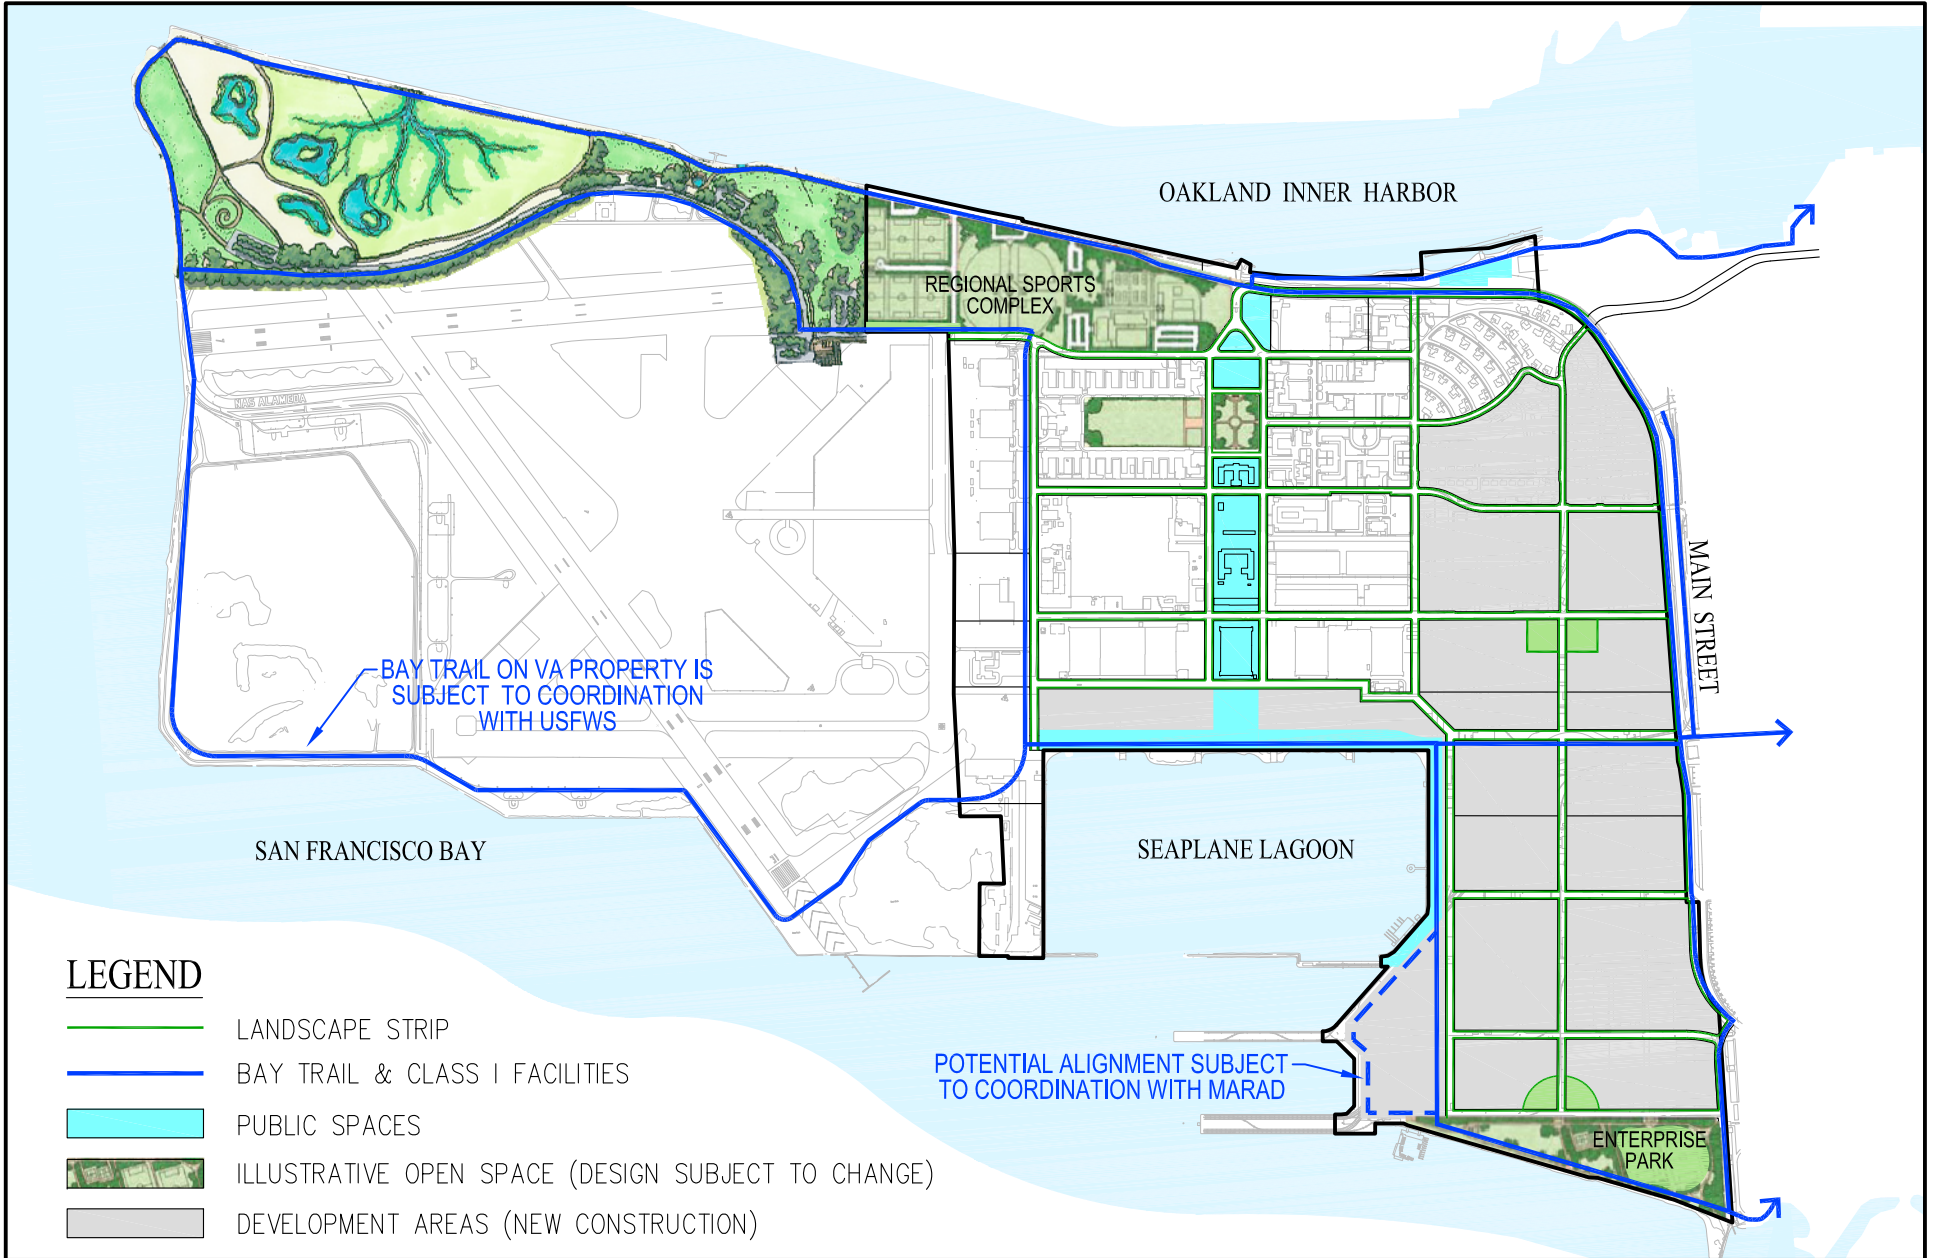 OAKLAND INNER HARBOR
REGIONAL SPORTS
COMPLEX
NAS ALAMEDA
MAIN STREET
BAY TRAIL ON VA PROPERTY IS
SUBJECT TO COORDINATION
WITH USFWS
SAN FRANCISCO BAY
SEAPLANE LAGOON
POTENTIAL ALIGNMENT SUBJECT
TO COORDINATION WITH MARAD
ENTERPRISE
PARK
LEGEND
LANDSCAPE STRIP
BAY TRAIL & CLASS I FACILITIES
PUBLIC SPACES
ILLUSTRATIVE OPEN SPACE (DESIGN SUBJECT TO CHANGE)
DEVELOPMENT AREAS (NEW CONSTRUCTION)